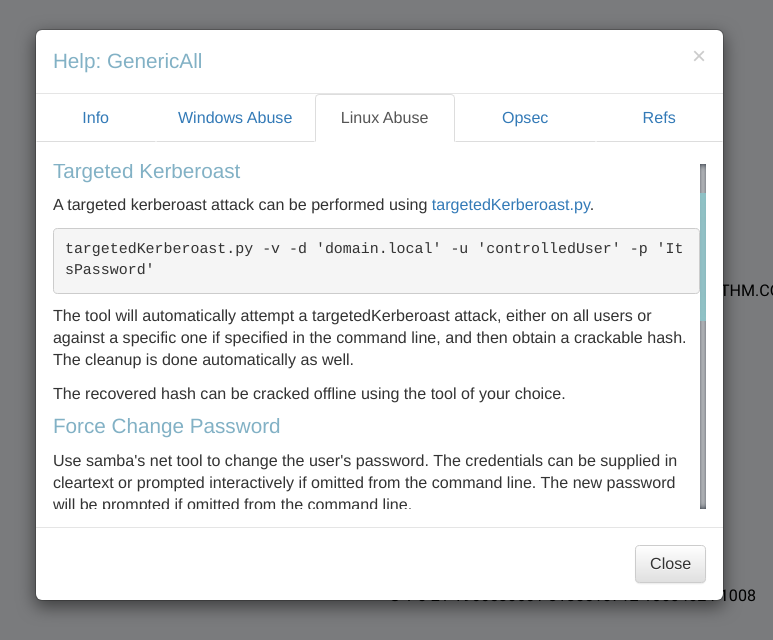 Help: GenericAll
×
Info Windows Abuse Linux Abuse Opsec Refs
Targeted Kerberoast
A targeted kerberoast attack can be performed using targetedKerberoast.py.
targetedKerberoast.py -v -d 'domain.local' -u 'controlledUser' -p 'It
sPassword'
The tool will automatically attempt a targetedKerberoast attack, either on all users or
against a specific one if specified in the command line, and then obtain a crackable hash.
The cleanup is done automatically as well.
The recovered hash can be cracked offline using the tool of your choice.
Force Change Password
Use samba's net tool to change the user's password. The credentials can be supplied in
cleartext or prompted interactively if omitted from the command line. The new password
will be prompted if omitted from the command line.
Close
THM.CO
1008